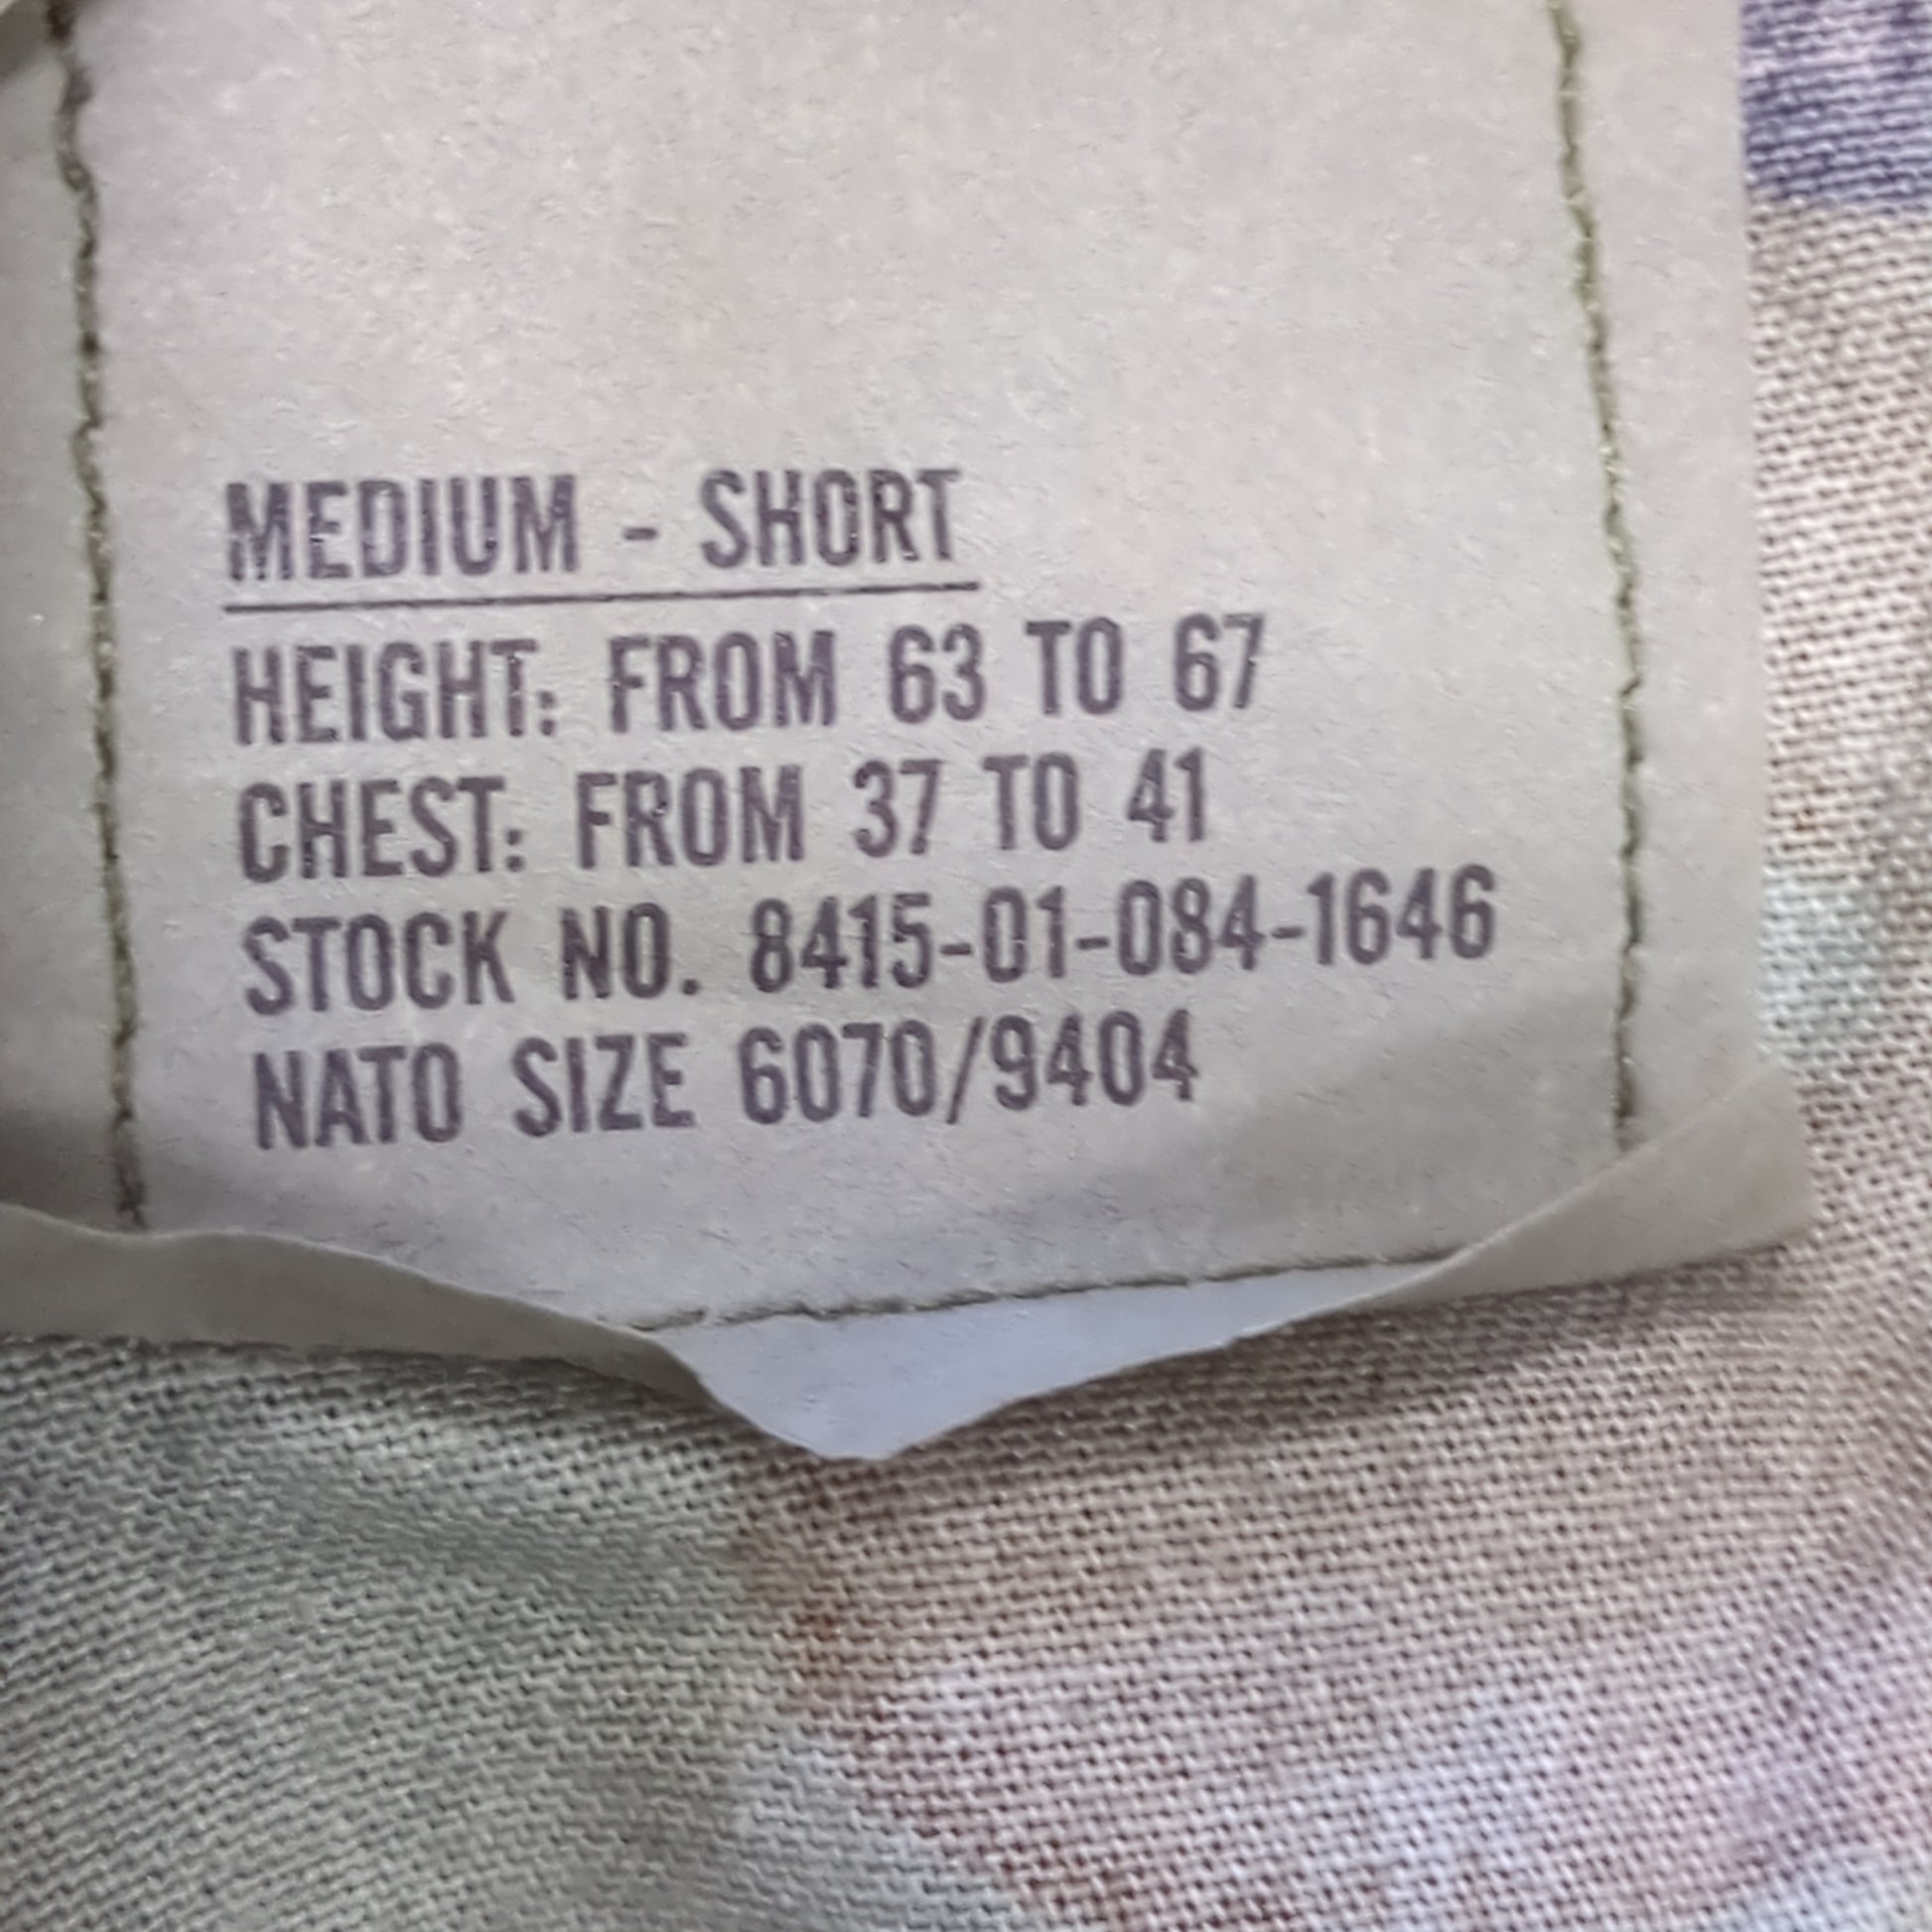 MEDIUM - SHORT
HEIGHT: FROM 63 TO 67
CHEST: FROM 37 TO 41
STOCK NO. 8415-01-084-1646
NATO SIZE 6070/9404